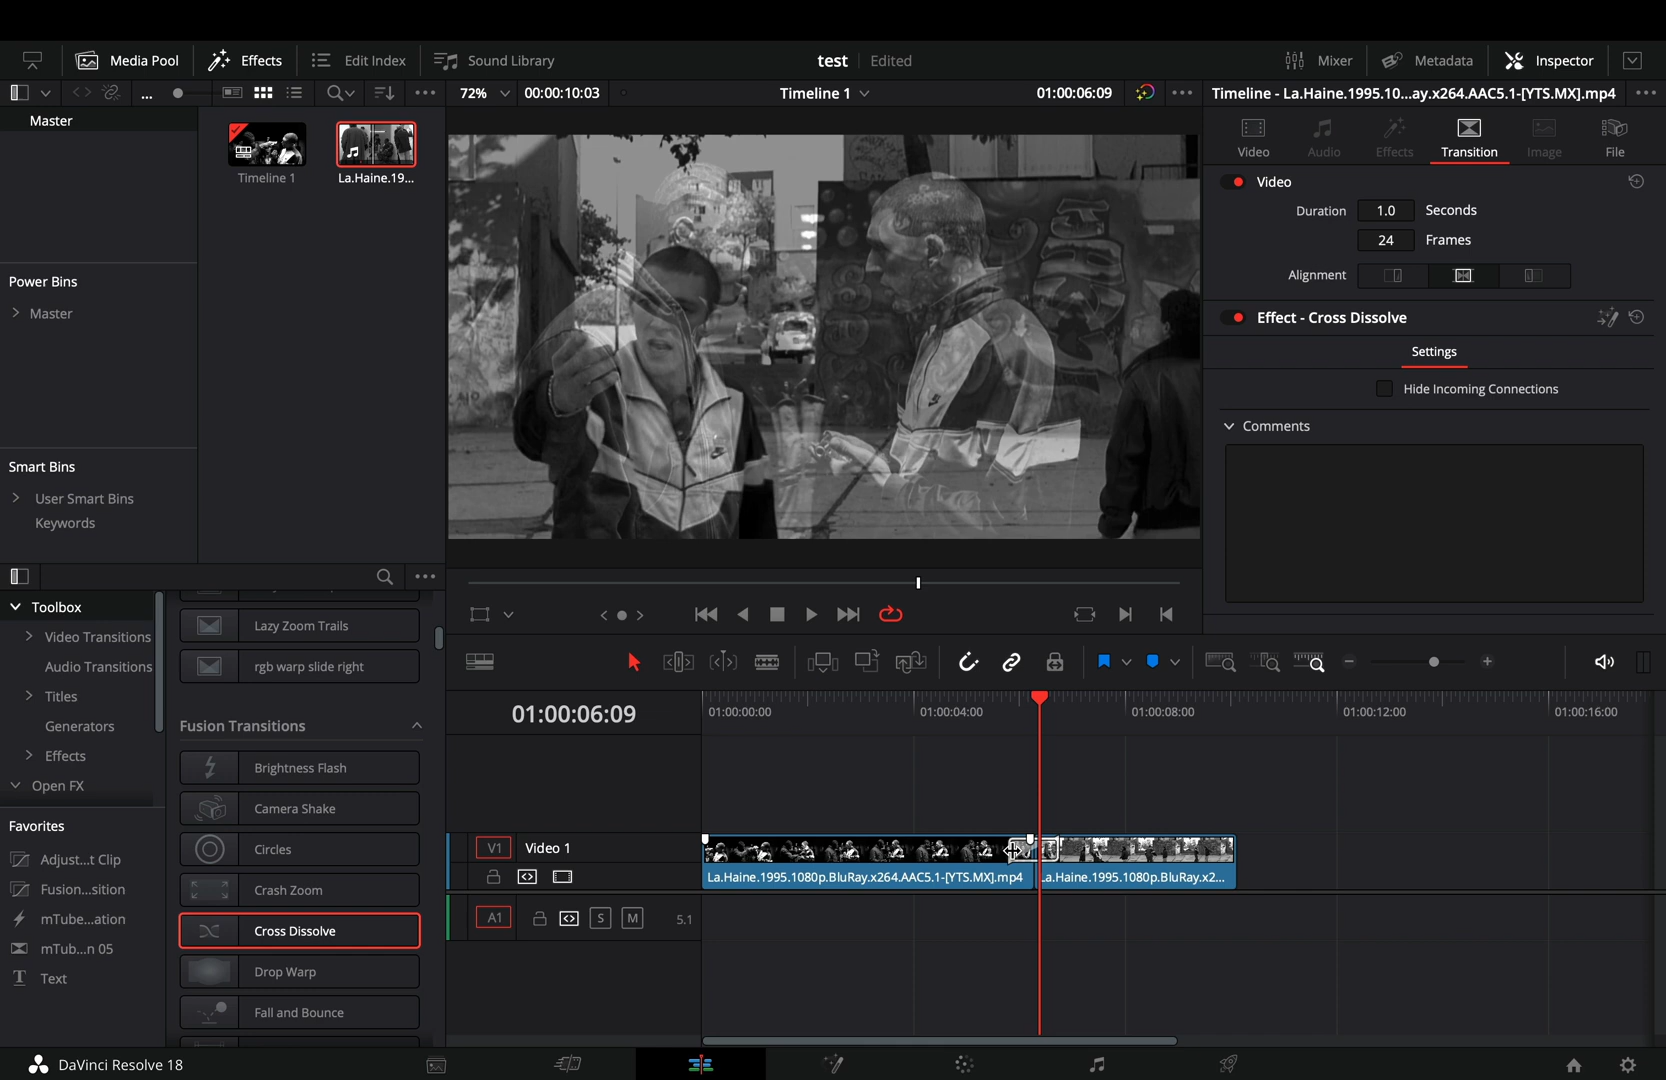 Media Pool
Effects
Edit Index
Sound Library
test
Edited
Mixer
Metadata
Inspector
...
72%
00:00:10:03
Timeline 1
01:00:06:09
Timeline - La.Haine.1995.10...ay.x264.AAC5.1-[YTS.MX].mp4
Master
Timeline 1
La.Haine.19...
Video
Audio
Effects
Transition
Image
File
Video
Duration 1.0 Seconds
24 Frames
Alignment
Effect - Cross Dissolve
Settings
Hide Incoming Connections
Comments
Power Bins
Master
Smart Bins
User Smart Bins
Keywords
Toolbox
Video Transitions
Audio Transitions
Titles
Generators
Effects
Open FX
Favorites
Adjust...t Clip
Fusion...sition
mTube...ation
mTub...n 05
Text
Lazy Zoom Trails
rgb warp slide right
Fusion Transitions
Brightness Flash
Camera Shake
Circles
Crash Zoom
Cross Dissolve
Drop Warp
Fall and Bounce
01:00:06:09
01:00:00:00
01:00:04:00
01:00:08:00
01:00:12:00
01:00:16:00
V1 Video 1
La.Haine.1995.1080p.BluRay.x264.AAC5.1-[YTS.MX].mp4
La.Haine.1995.1080p.BluRay.x2...
A1 S M 5.1
DaVinci Resolve 18